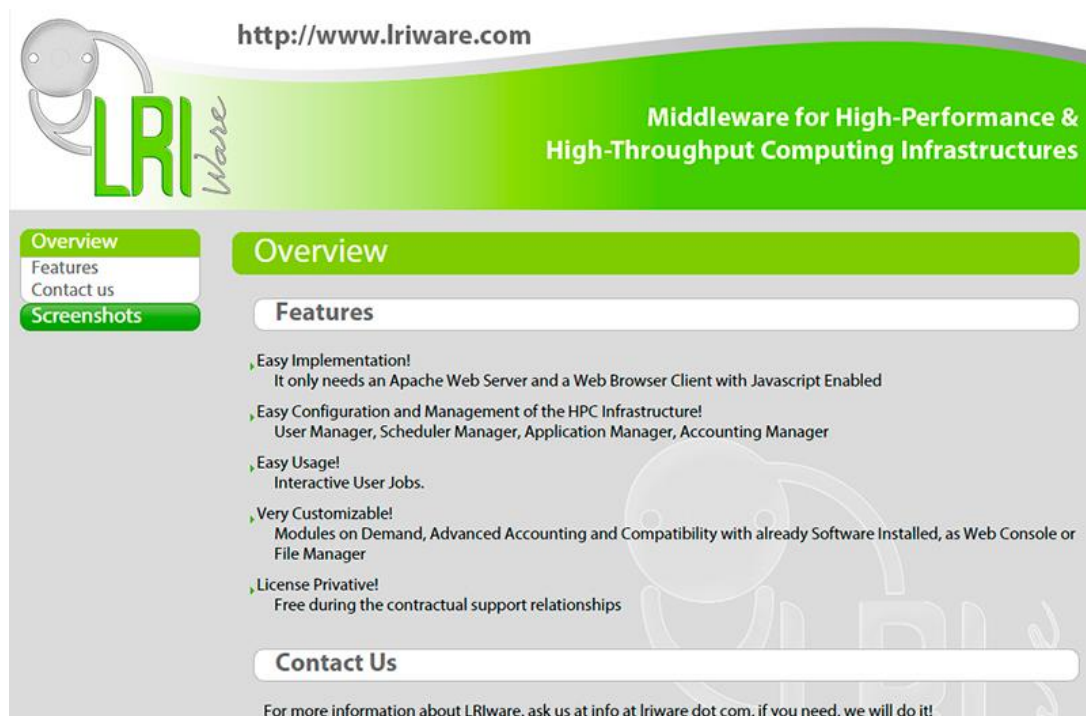 http://www.lriware.com
LRI Ware
Middleware for High-Performance &
High-Throughput Computing Infrastructures
Overview
Features
Contact us
Screenshots
Overview
Features
Easy Implementation!
It only needs an Apache Web Server and a Web Browser Client with Javascript Enabled
Easy Configuration and Management of the HPC Infrastructure!
User Manager, Scheduler Manager, Application Manager, Accounting Manager
Easy Usage!
Interactive User Jobs.
Very Customizable!
Modules on Demand, Advanced Accounting and Compatibility with already Software Installed, as Web Console or
File Manager
License Privative!
Free during the contractual support relationships
Contact Us
For more information about LRIware, ask us at info at lriware dot com, if you need, we will do it!